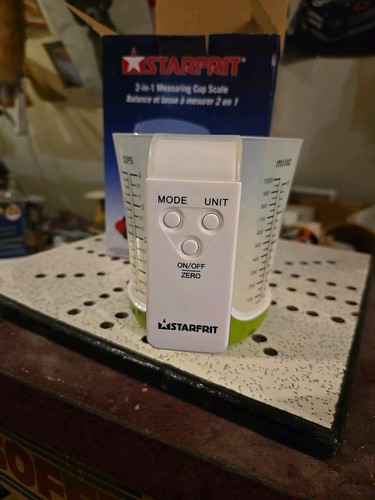 STARFRIT
2-in-1 Measuring Cup Scale
Balance et tasse à mesurer 2 en 1
CUPS
ml/cc
MODE UNIT
ON/OFF
ZERO
STARFRIT